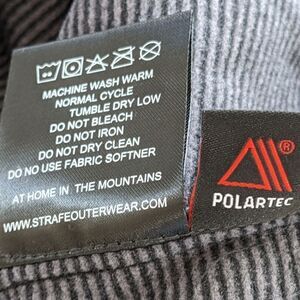 MACHINE WASH WARM
NORMAL CYCLE
TUMBLE DRY LOW
DO NOT BLEACH
DO NOT IRON
DO NOT DRY CLEAN
DO NO USE FABRIC SOFTNER
AT HOME IN THE MOUNTAINS
WWW.STRAFEOUTERWEAR.COM
®
POLARTEC